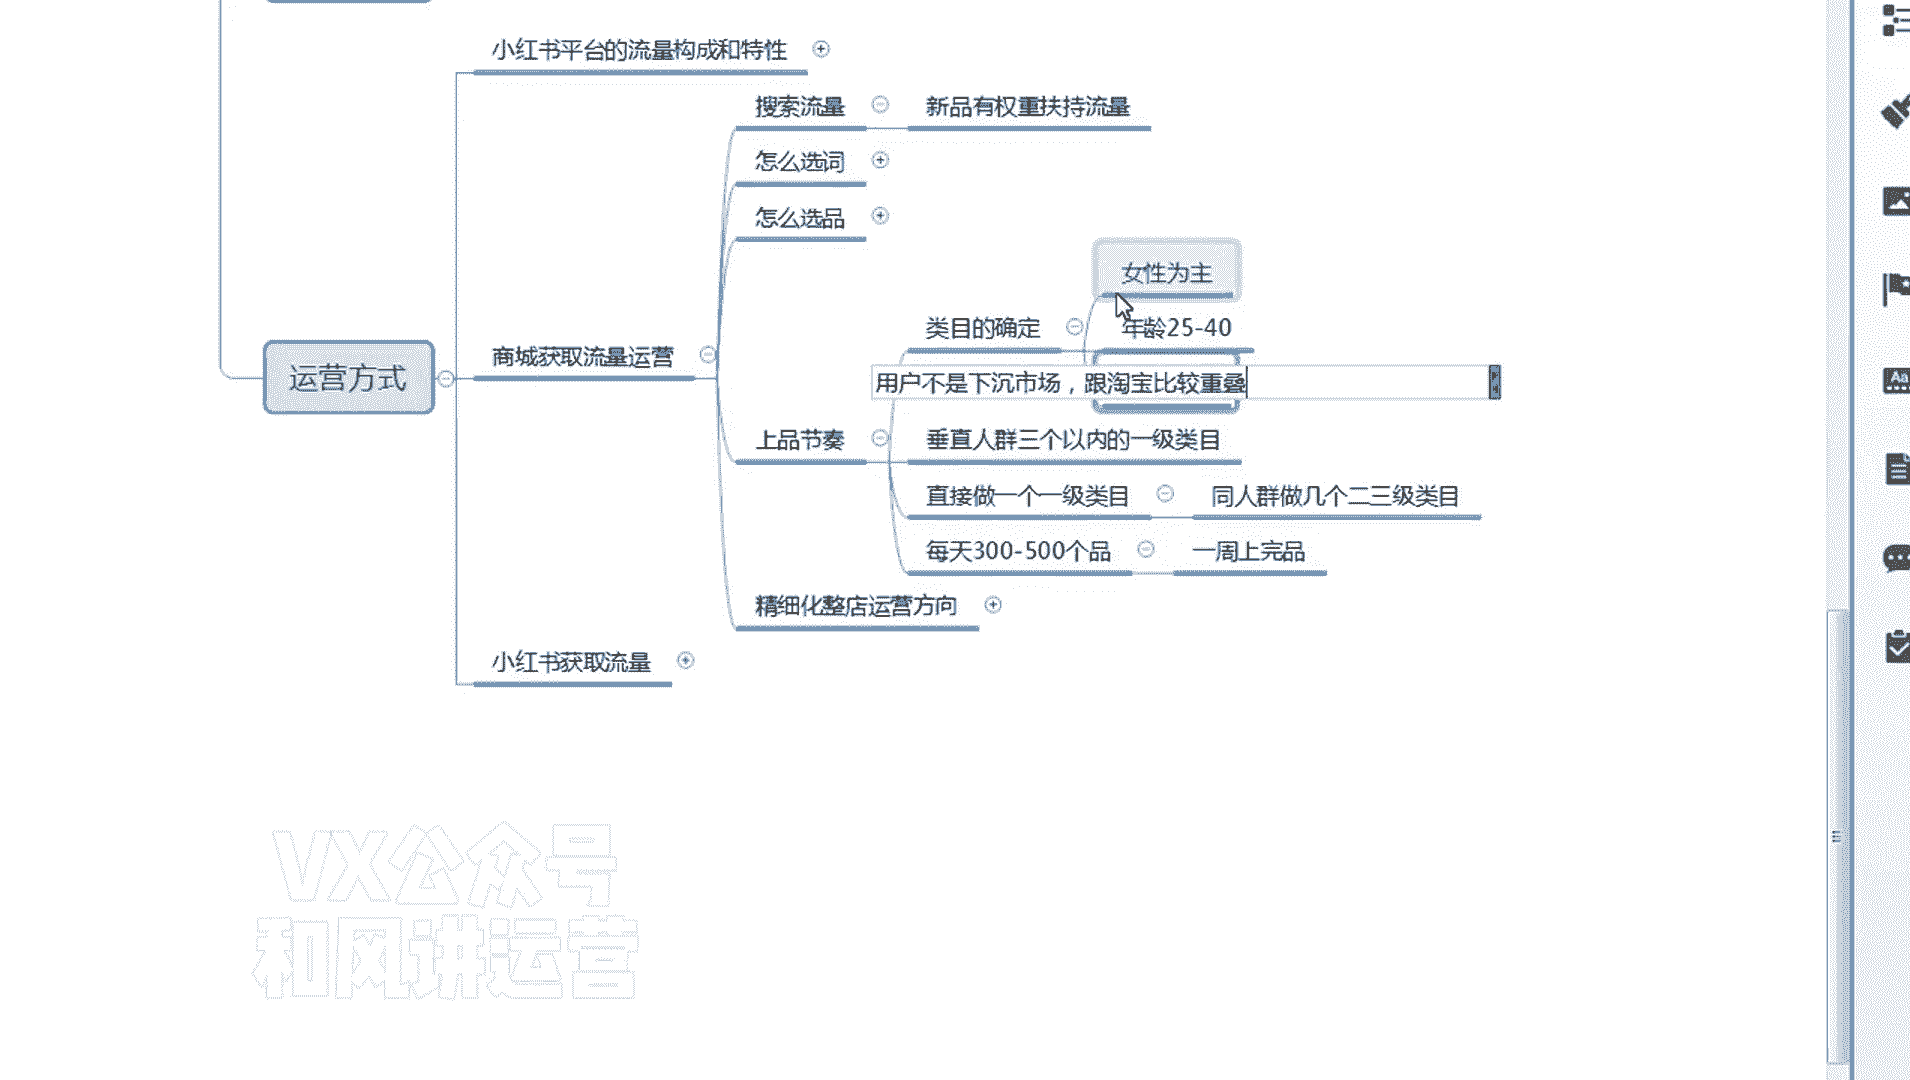 小红书平台的流量构成和特性
搜索流量
新品有权重扶持流量
怎么选词
怎么选品
女性为主
类目的确定
年龄25-40
商城获取流量运营
运营方式
用户不是下沉市场，跟淘宝比较重叠
上品节奏
垂直人群三个以内的一级类目
直接做一个一级类目
同人群做几个二三级类目
每天300-500个品
一周上完品
精细化整店运营方向
小红书获取流量
VX公众号
和风讲运营
Aa